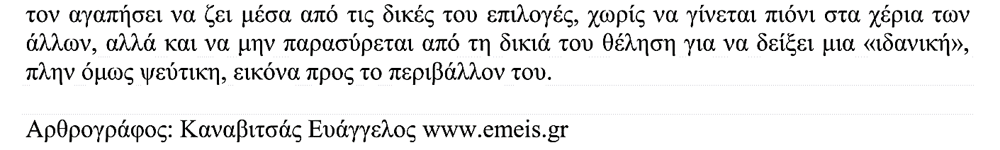 τον αγαπήσει να ζει μέσα από τις δικές του επιλογές, χωρίς να γίνεται πιόνι στα χέρια των
άλλων, αλλά και να μην παρασύρεται από τη δικιά του θέληση για να δείξει μια «ιδανική»,
πλην όμως ψεύτικη, εικόνα προς το περιβάλλον του.
Αρθρογράφος: Καναβιτσάς Ευάγγελος www.emeis.gr